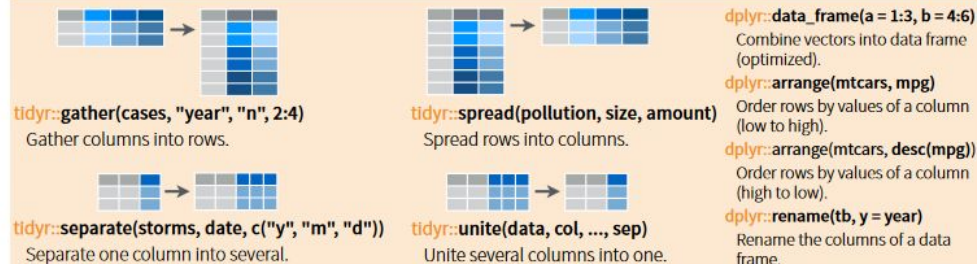 tidyr::gather(cases, "year", "n", 2:4)
Gather columns into rows.
tidyr::spread(pollution, size, amount)
Spread rows into columns.
tidyr::separate(storms, date, c("y", "m", "d"))
Separate one column into several.
tidyr::unite(data, col, ..., sep)
Unite several columns into one.
dplyr::data_frame(a = 1:3, b = 4:6)
Combine vectors into data frame
(optimized).
dplyr::arrange(mtcars, mpg)
Order rows by values of a column
(low to high).
dplyr::arrange(mtcars, desc(mpg))
Order rows by values of a column
(high to low).
dplyr::rename(tb, y = year)
Rename the columns of a data
frame.